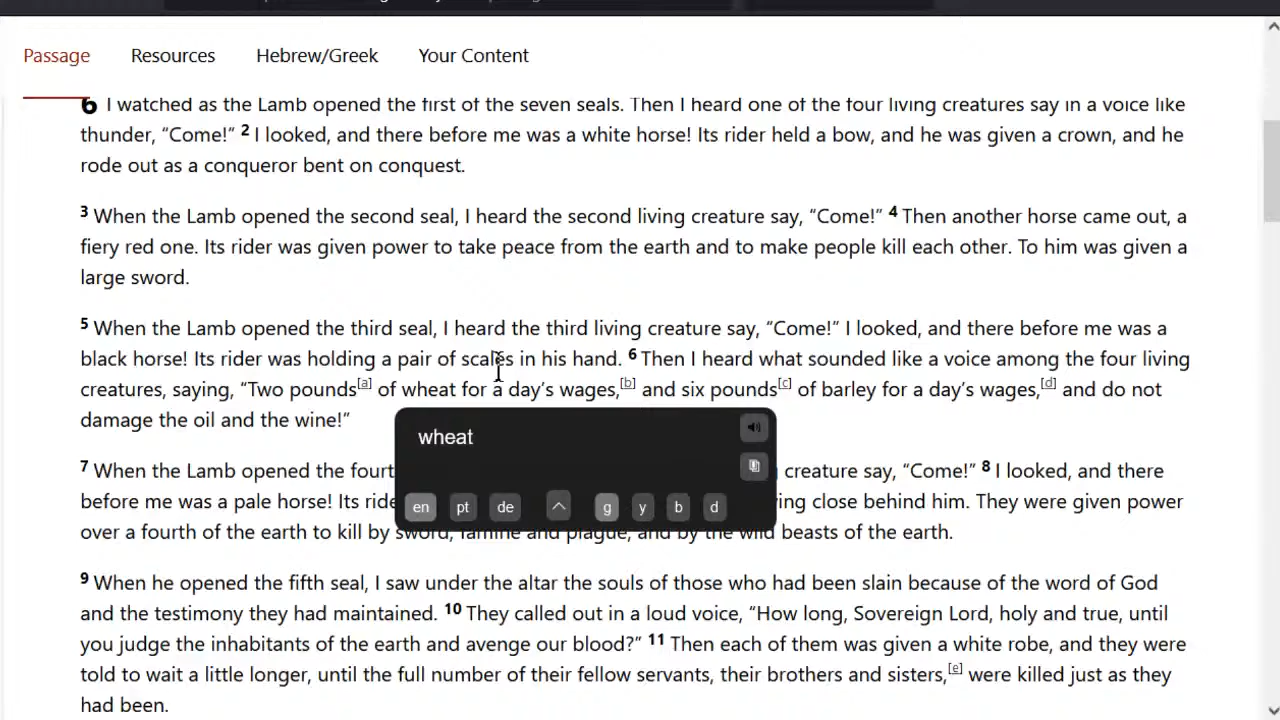 Passage Resources Hebrew/Greek Your Content
6 I watched as the Lamb opened the first of the seven seals. Then I heard one of the four living creatures say in a voice like
thunder, “Come!” 2 I looked, and there before me was a white horse! Its rider held a bow, and he was given a crown, and he
rode out as a conqueror bent on conquest.
3 When the Lamb opened the second seal, I heard the second living creature say, “Come!” 4 Then another horse came out, a
fiery red one. Its rider was given power to take peace from the earth and to make people kill each other. To him was given a
large sword.
5 When the Lamb opened the third seal, I heard the third living creature say, “Come!” I looked, and there before me was a
black horse! Its rider was holding a pair of scales in his hand. 6 Then I heard what sounded like a voice among the four living
creatures, saying, “Two pounds[a] of wheat for a day’s wages,[b] and six pounds[c] of barley for a day’s wages,[d] and do not
damage the oil and the wine!”
wheat
en pt de g y b d
7 When the Lamb opened the creature say, “Come!” 8 I looked, and there
before me was a pale horse! Its close behind him. They were given power
over a fourth of the earth to kill by sword, famine and plague, and by the wild beasts of the earth.
9 When he opened the fifth seal, I saw under the altar the souls of those who had been slain because of the word of God
and the testimony they had maintained. 10 They called out in a loud voice, “How long, Sovereign Lord, holy and true, until
you judge the inhabitants of the earth and avenge our blood?” 11 Then each of them was given a white robe, and they were
told to wait a little longer, until the full number of their fellow servants, their brothers and sisters,[e] were killed just as they
had been.